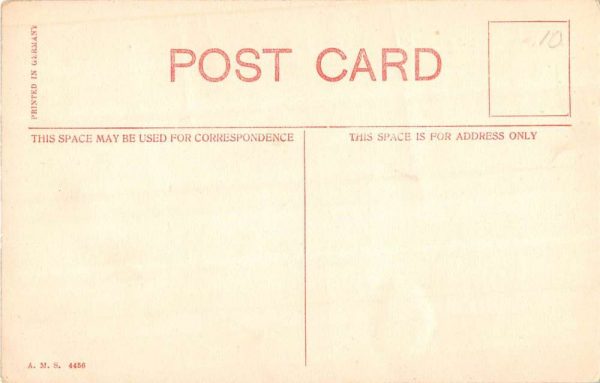 PRINTED IN GERMANY
POST CARD
10
THIS SPACE MAY BE USED FOR CORRESPONDENCE
THIS SPACE IS FOR ADDRESS ONLY
A. M. S. 4456